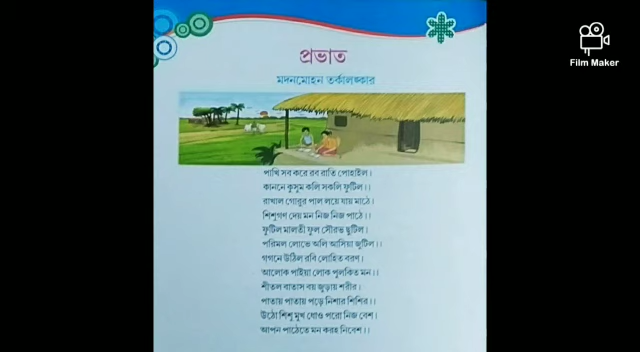 প্রভাত
মদনমোহন তর্কালঙ্কার
পাখি সব করে রব রাতি পোহাইল।
কাননে কুসুম কলি সকলি ফুটিল।।
রাখাল গোরুর পাল লয়ে যায় মাঠে।
শিশুগণ দেয় মন নিজ নিজ পাঠে।।
ফুটিল মালতী ফুল সৌরভ ছুটিল।
পরিমল লোভে অলি আসিয়া জুটিল।।
গগনে উঠিল রবি লোহিত বরণ।
আলোক পাইয়া লোক পুলকিত মন।।
শীতল বাতাস বয় জুড়ায় শরীর।
পাতায় পাতায় পড়ে নিশার শিশির।।
উঠো শিশু মুখ ধোও পরো নিজ বেশ।
আপন পাঠেতে মন করহ নিবেশ।।
Film Maker